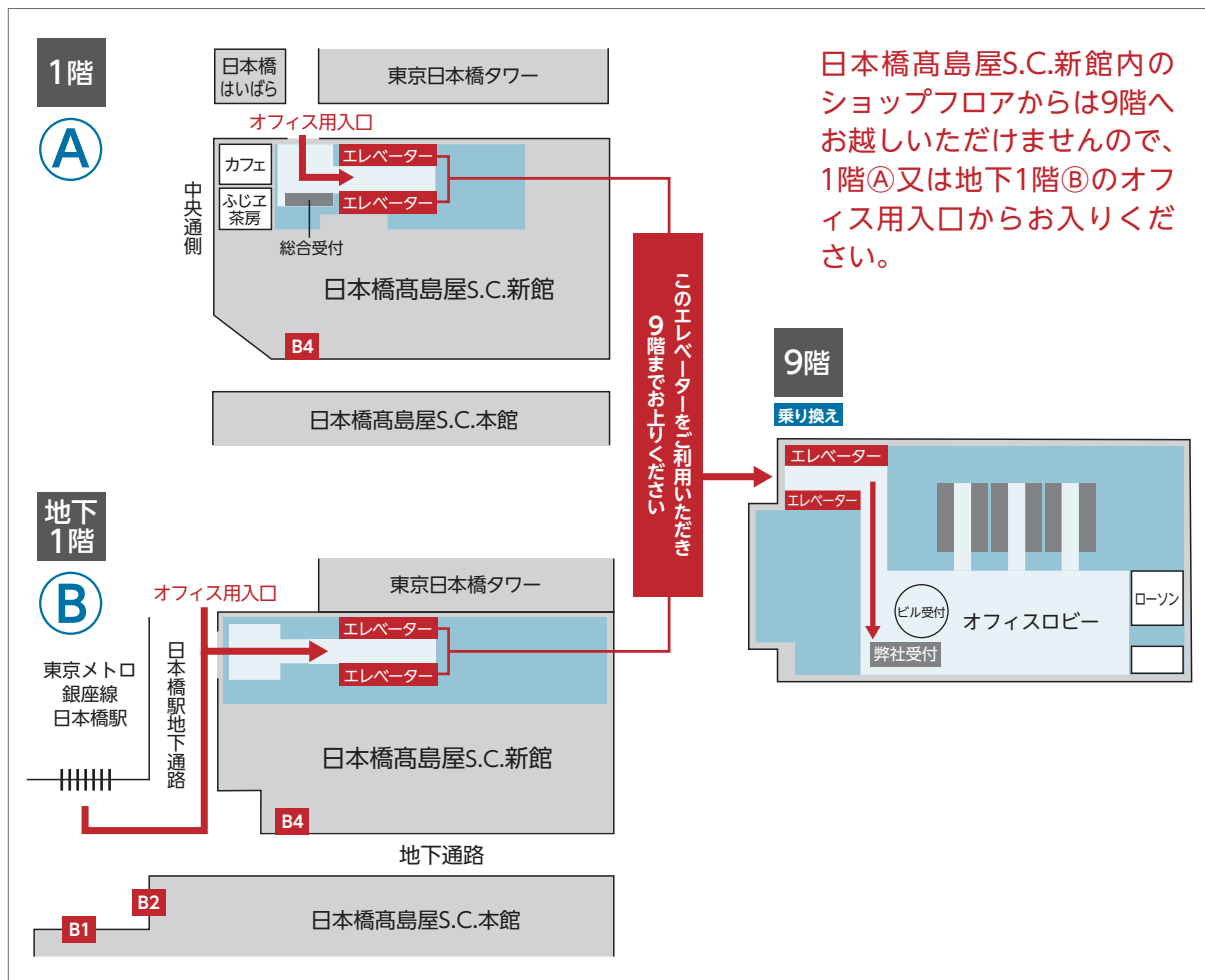 1階
A
日本橋
はいばら
東京日本橋タワー
オフィス用入口
カフェ
ふじヱ
茶房
エレベーター
エレベーター
総合受付
中央通側
日本橋髙島屋S.C.新館
B4
日本橋髙島屋S.C.本館
日本橋髙島屋S.C.新館内の
ショップフロアからは9階へ
お越しいただけませんので、
1階Ⓐ又は地下1階Ⓑのオフ
ィス用入口からお入りくだ
さい。
このエレベーターをご利用いただき
9階までお上りください
地下
1階
B
オフィス用入口
東京日本橋タワー
エレベーター
エレベーター
東京メトロ
銀座線
日本橋駅
日本橋駅地下通路
日本橋髙島屋S.C.新館
B4
地下通路
B2
B1
日本橋髙島屋S.C.本館
9階
乗り換え
エレベーター
エレベーター
ビル受付
オフィスロビー
ローソン
弊社受付